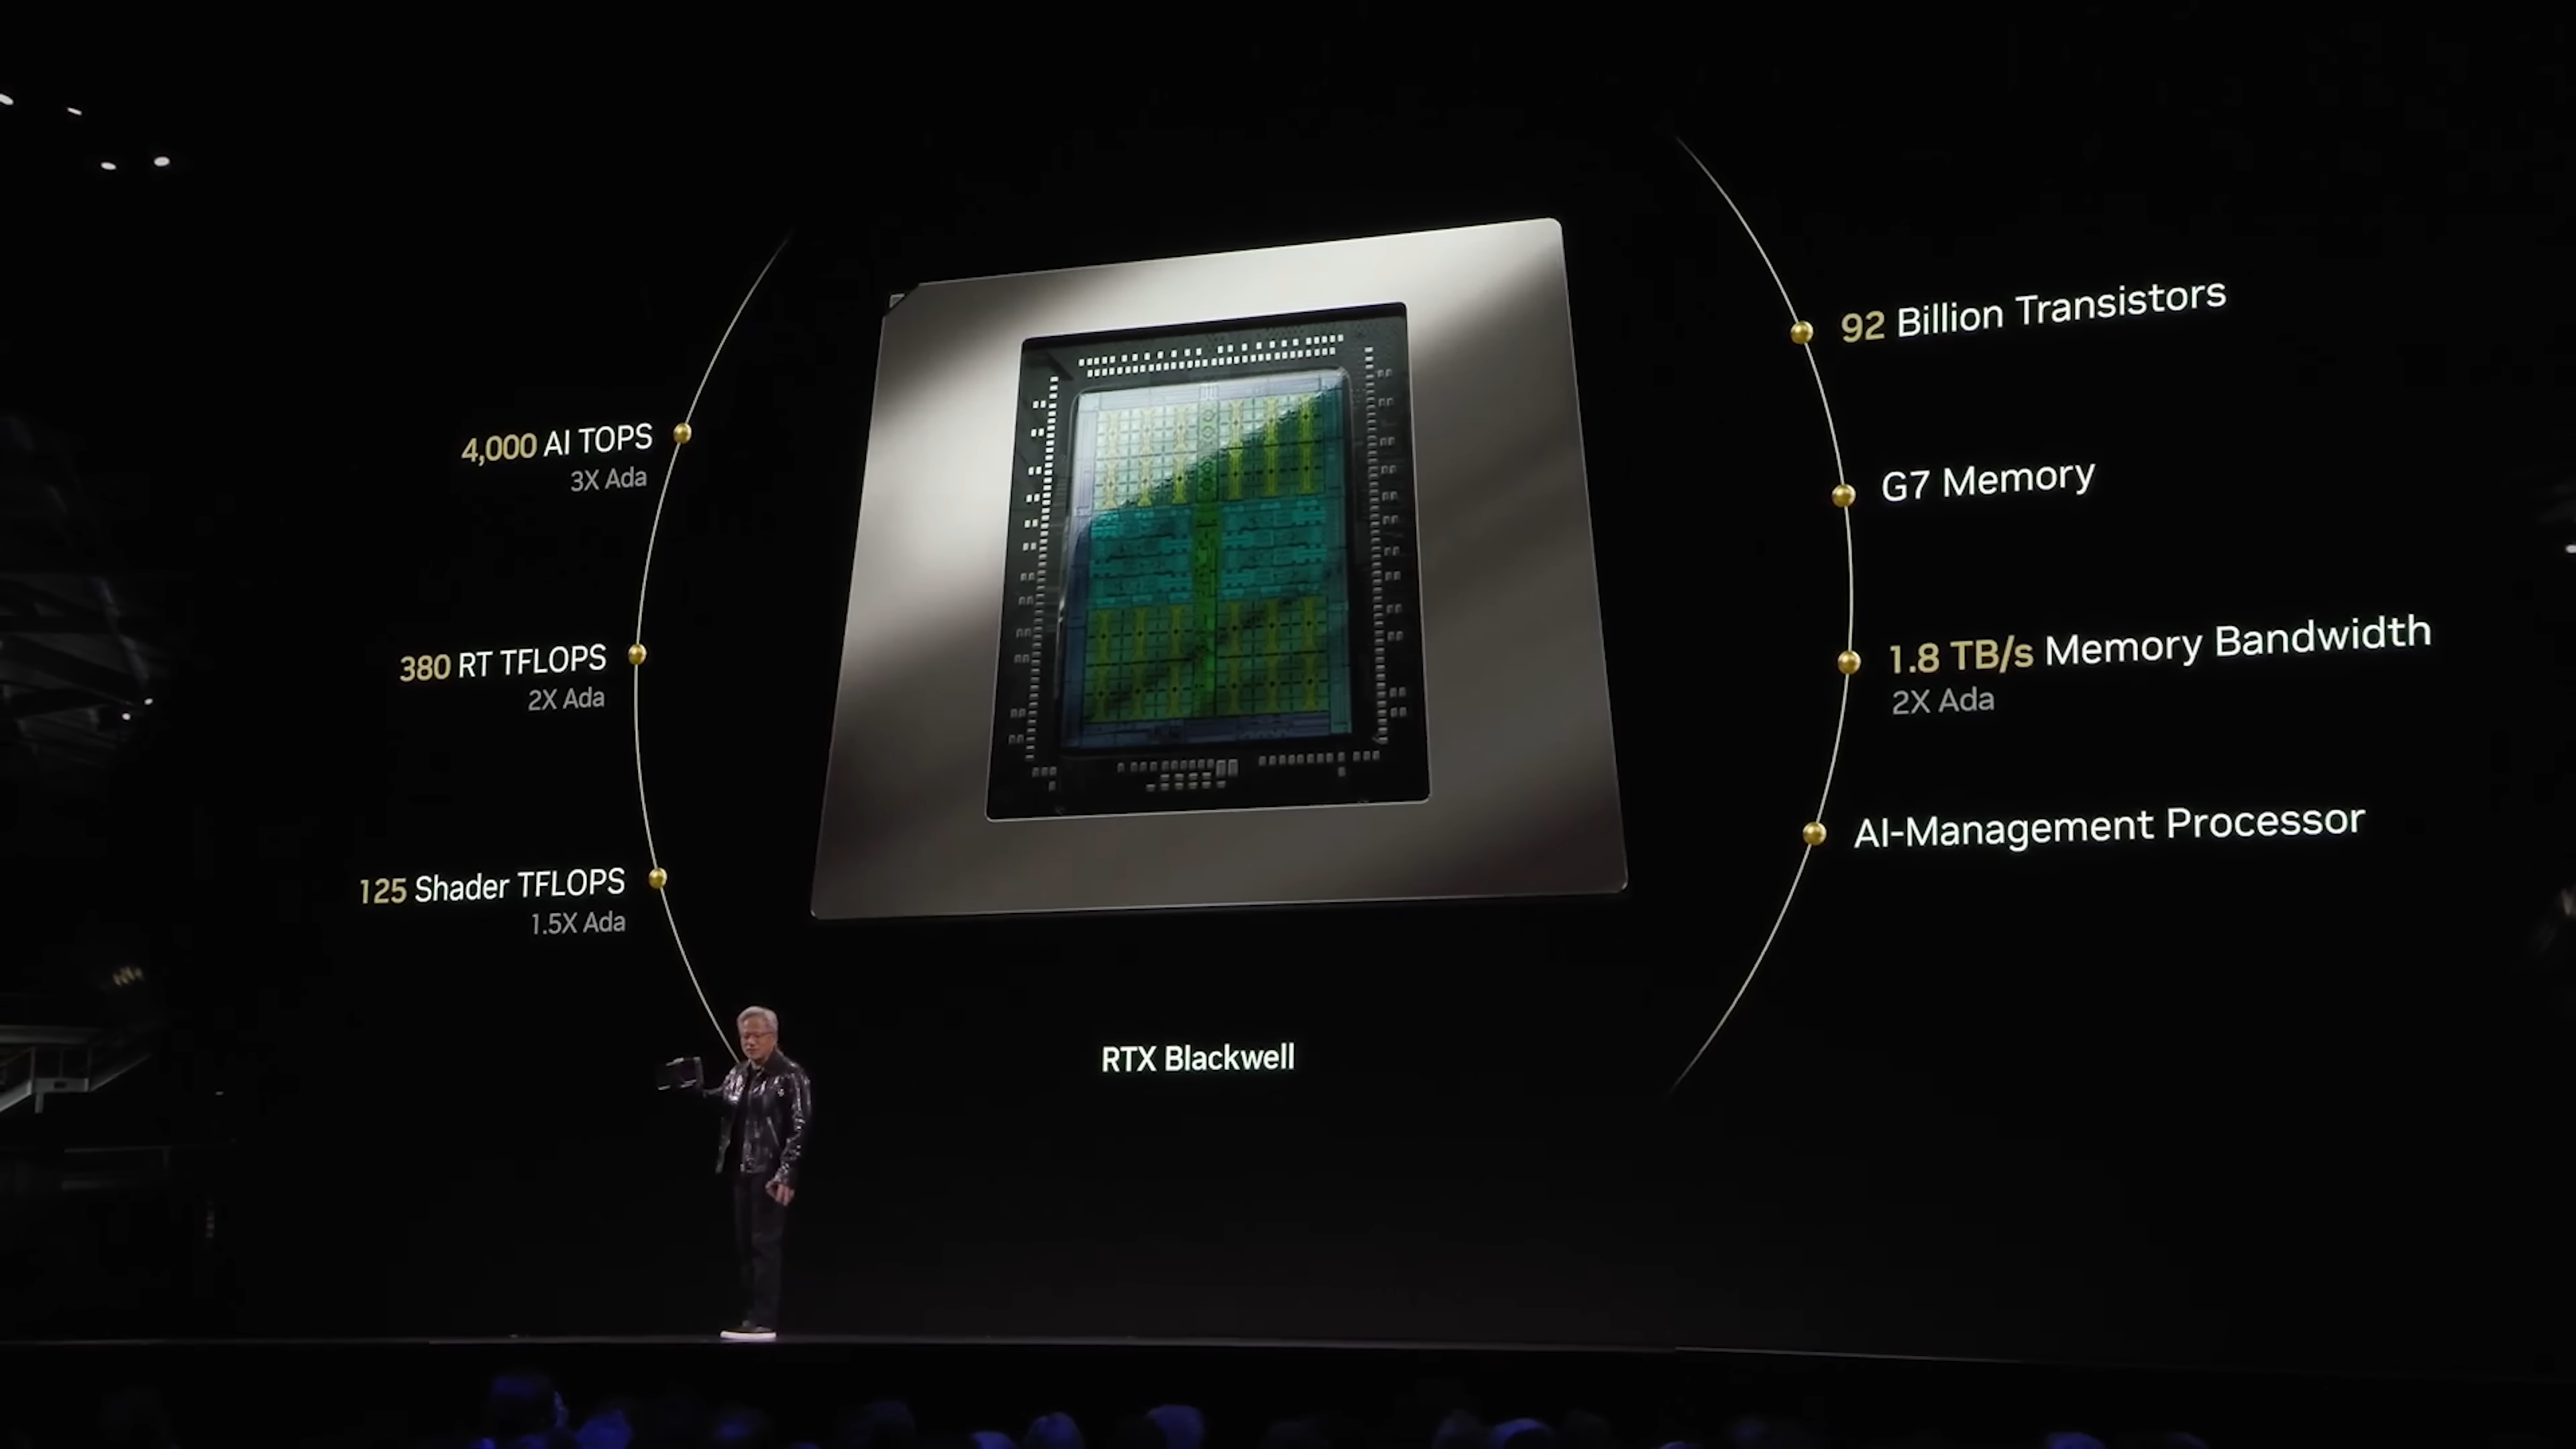 4,000 AI TOPS
3X Ada
380 RT TFLOPS
2X Ada
125 Shader TFLOPS
1.5X Ada
92 Billion Transistors
G7 Memory
1.8 TB/s Memory Bandwidth
2X Ada
AI-Management Processor
RTX Blackwell